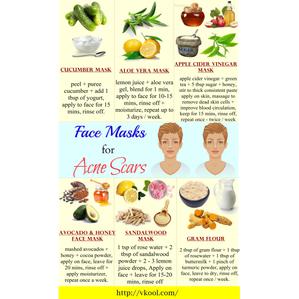 CUCUMBER MASK
peel + puree
cucumber + add 1
tbsp of yogurt,
apply to face for 15
mins, rinse off.
ALOE VERA MASK
lemon juice + aloe vera
gel, blend for 1 min,
apply to face for 10-15
mins, rinse off +
moisturize, repeat up to
3 days / week.
APPLE CIDER VINEGAR
MASK
apple cider vinegar + green
tea + 5 tbsp sugar + honey,
stir to thick consistent paste
apply on skin, massage to
remove dead skin cells +
improve blood circulation,
keep for 15 mins, rinse off,
repeat once - twice / week.
Face Masks
for
Acne Scars
AVOCADO & HONEY
FACE MASK
mashed avocados +
honey + cocoa powder,
apply on face, leave for
20 mins, rinse off +
apply moisturizer,
repeat once a week.
SANDALWOOD
MASK
1 tsp of rose water + 2
tbsp of sandalwood
powder + 2 - 3 lemon
juice drops, Apply on
face + leave for 15-20
mins, rinse off.
GRAM FLOUR
2 tbsp of gram flour + 1 tbsp
of rosewater + 1 tbsp of
buttermilk + 1 pinch of
turmeric powder, apply on
face, leave to dry, rinse off,
repeat once / week.
http://vkool.com/